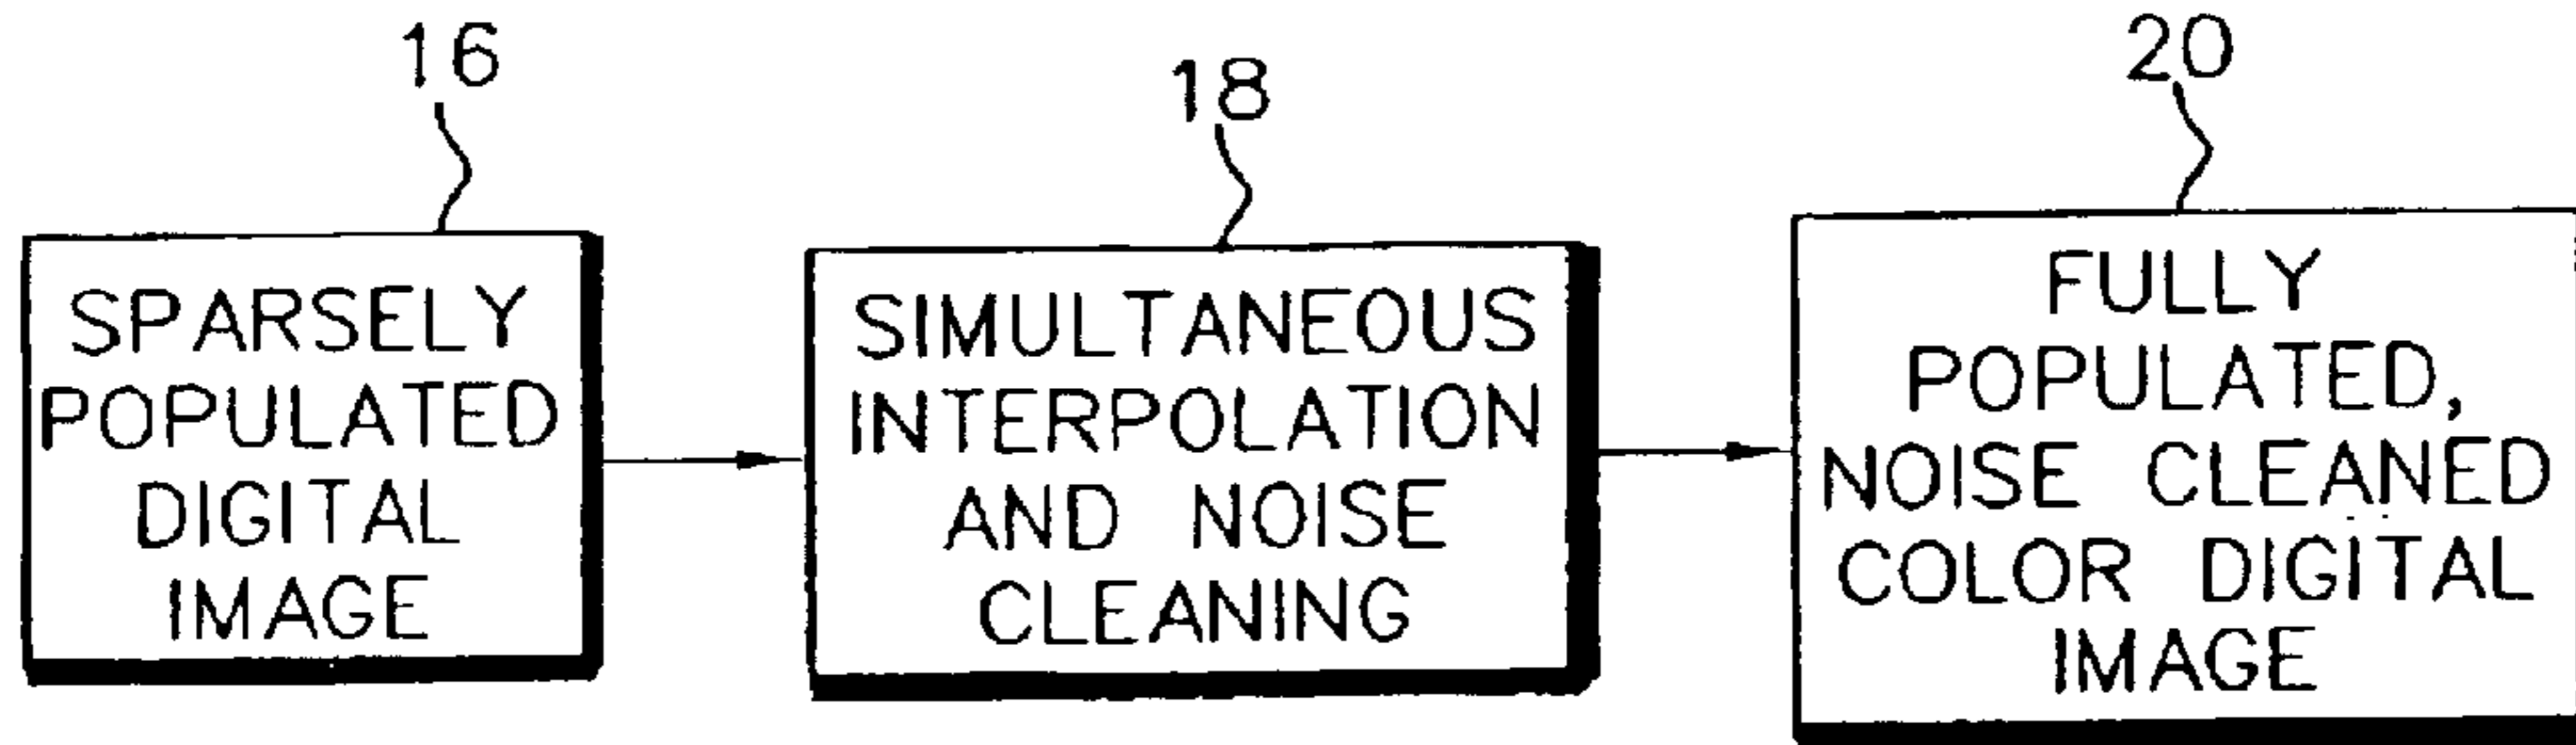 16
18
20
SPARSELY
POPULATED
DIGITAL
IMAGE
SIMULTANEOUS
INTERPOLATION
AND NOISE
CLEANING
FULLY
POPULATED,
NOISE CLEANED
COLOR DIGITAL
IMAGE